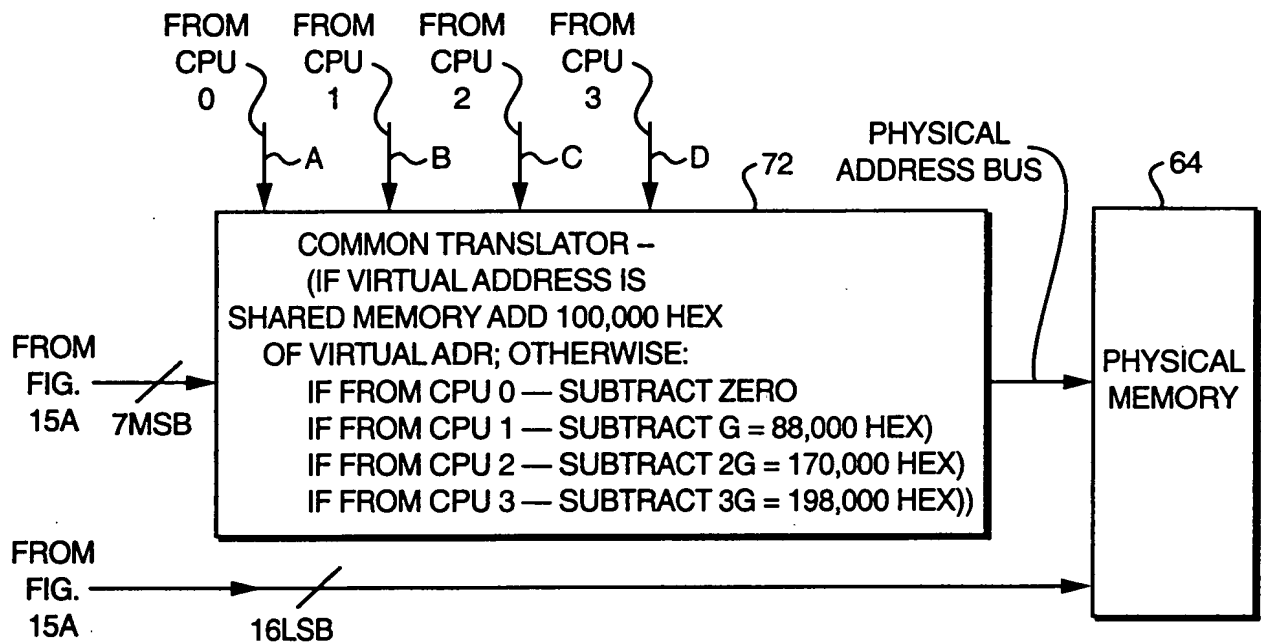 FROM
CPU
0
FROM
CPU
1
FROM
CPU
2
FROM
CPU
3
A
B
C
D
72
PHYSICAL
ADDRESS BUS
64
COMMON TRANSLATOR –
(IF VIRTUAL ADDRESS IS
SHARED MEMORY ADD 100,000 HEX
OF VIRTUAL ADR; OTHERWISE:
IF FROM CPU 0 — SUBTRACT ZERO
IF FROM CPU 1 — SUBTRACT G = 88,000 HEX)
IF FROM CPU 2 — SUBTRACT 2G = 170,000 HEX)
IF FROM CPU 3 — SUBTRACT 3G = 198,000 HEX))
FROM
FIG.
15A
7MSB
PHYSICAL
MEMORY
FROM
FIG.
15A
16LSB